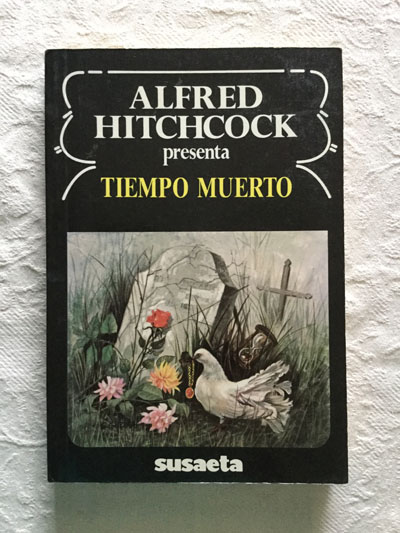 ALFRED
HITCHCOCK
presenta
TIEMPO MUERTO
susaeta